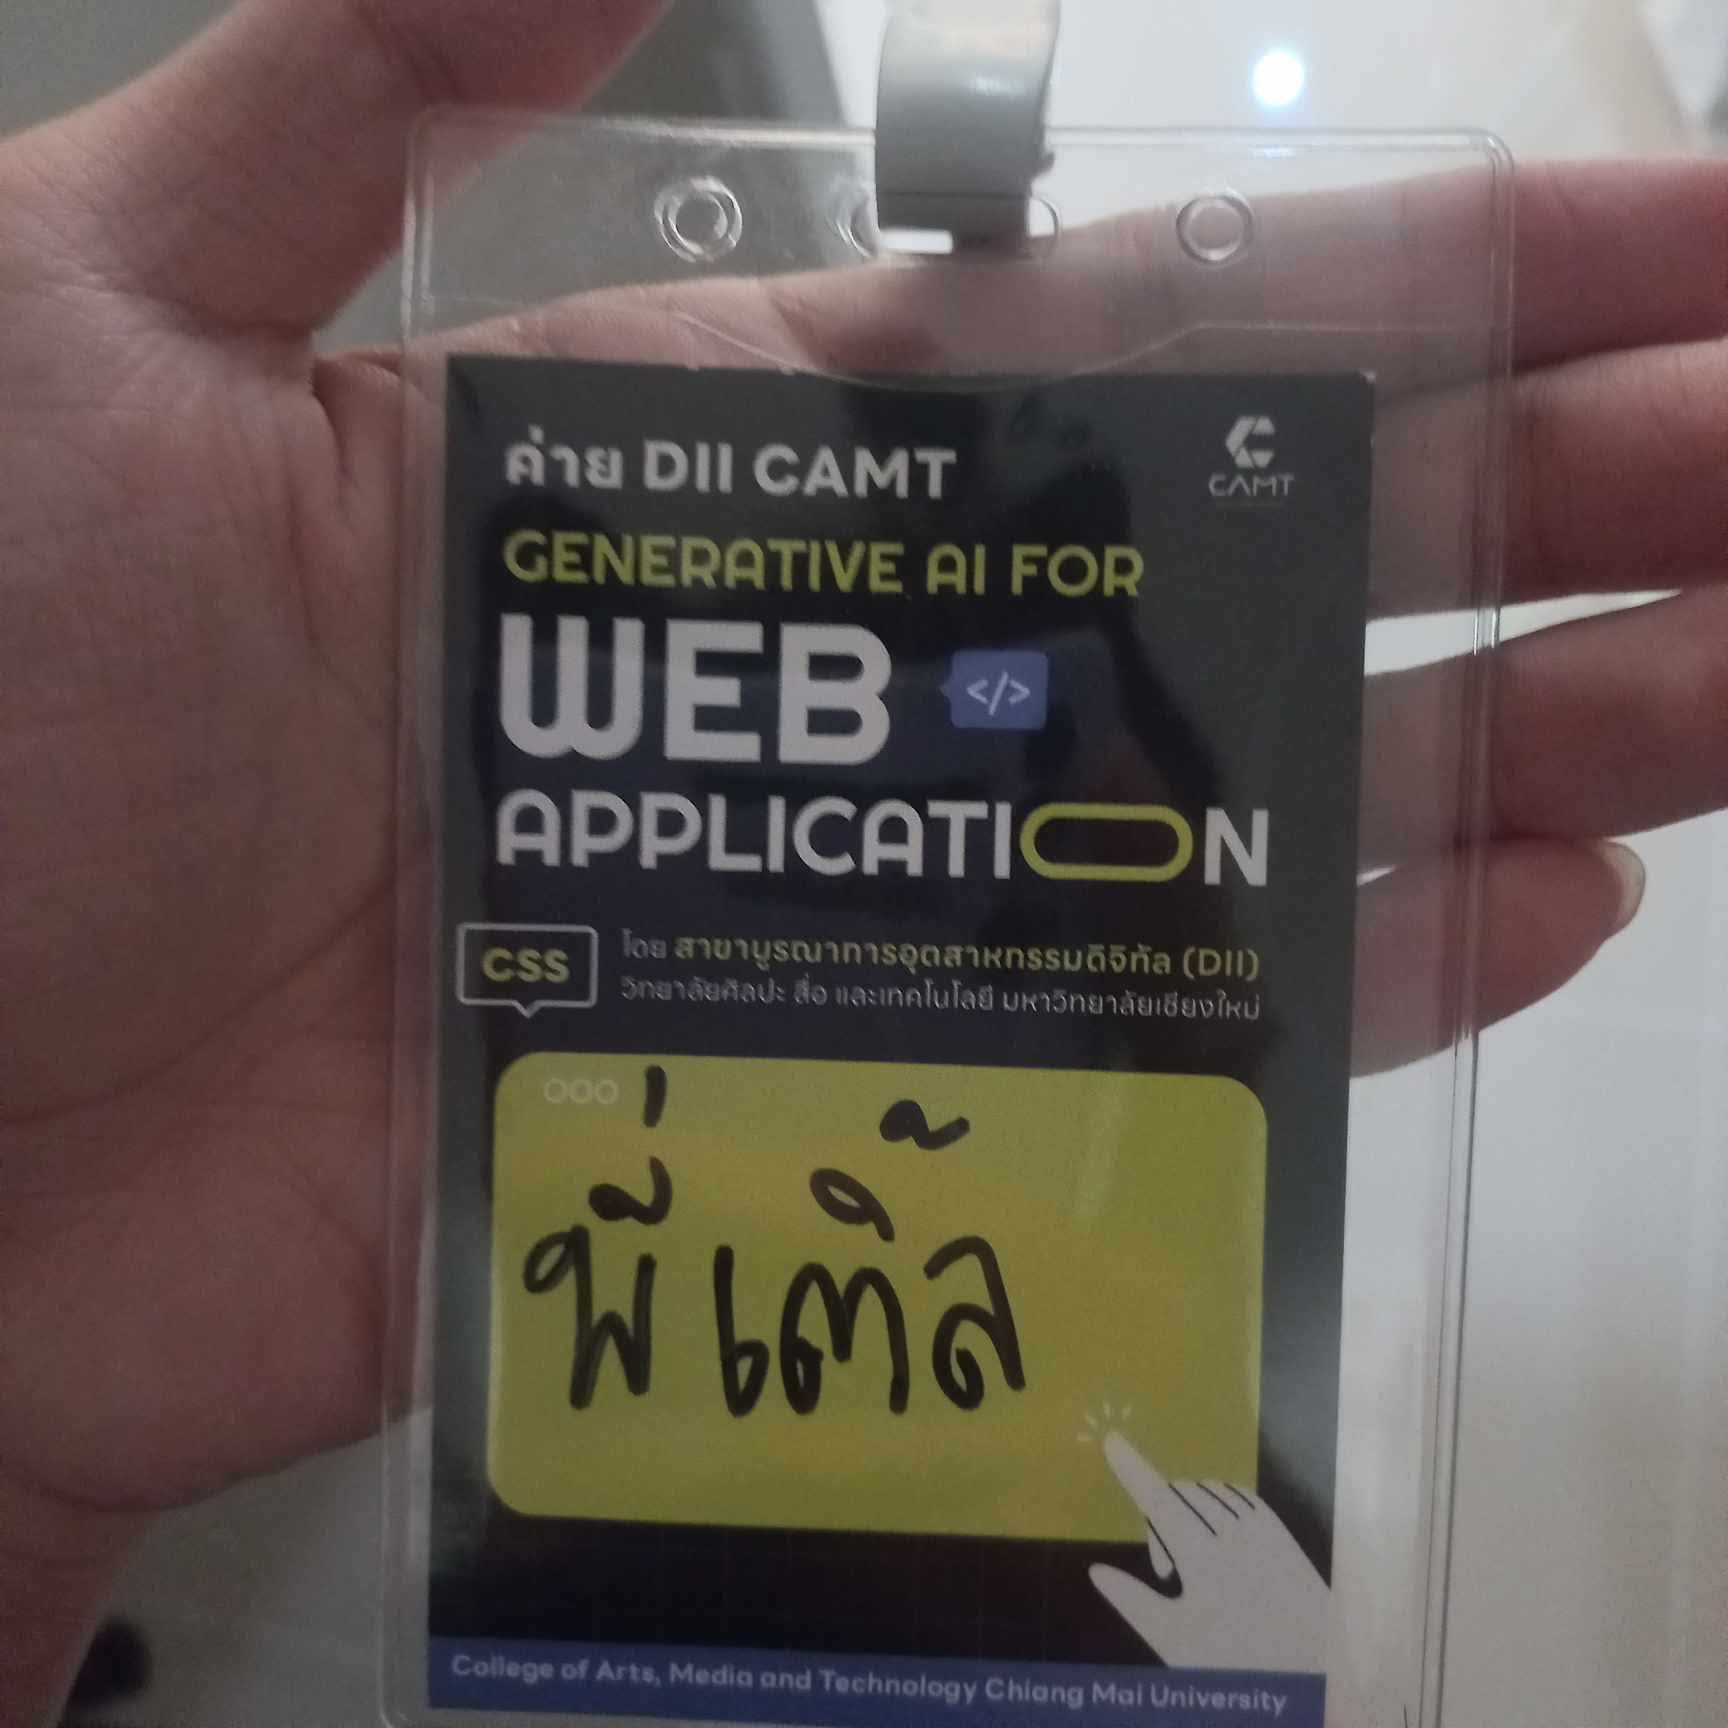 ค่าย DII CAMT
CAMT
GENERATIVE AI FOR
WEB </>
APPLICATION
CSS
โดย สาขาบูรณาการอุตสาหกรรมดิจิทัล (DII)
วิทยาลัยศิลปะ สื่อ และเทคโนโลยี มหาวิทยาลัยเชียงใหม่
พี่เติ้ล
College of Arts, Media and Technology Chiang Mai University